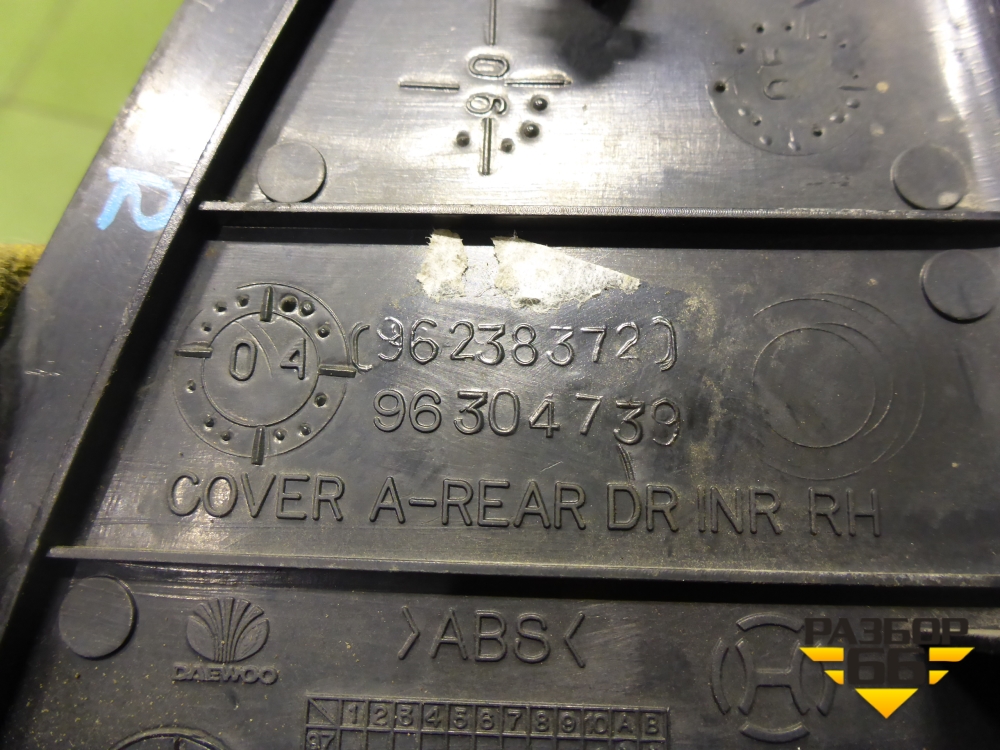 06
R
04
(96238372)
96304739
COVER A-REAR DR INR RH
>ABS<
DAEWOO
РАЗБОР
66
1 2 3 4 5 6 7 8 9 10 A B
97